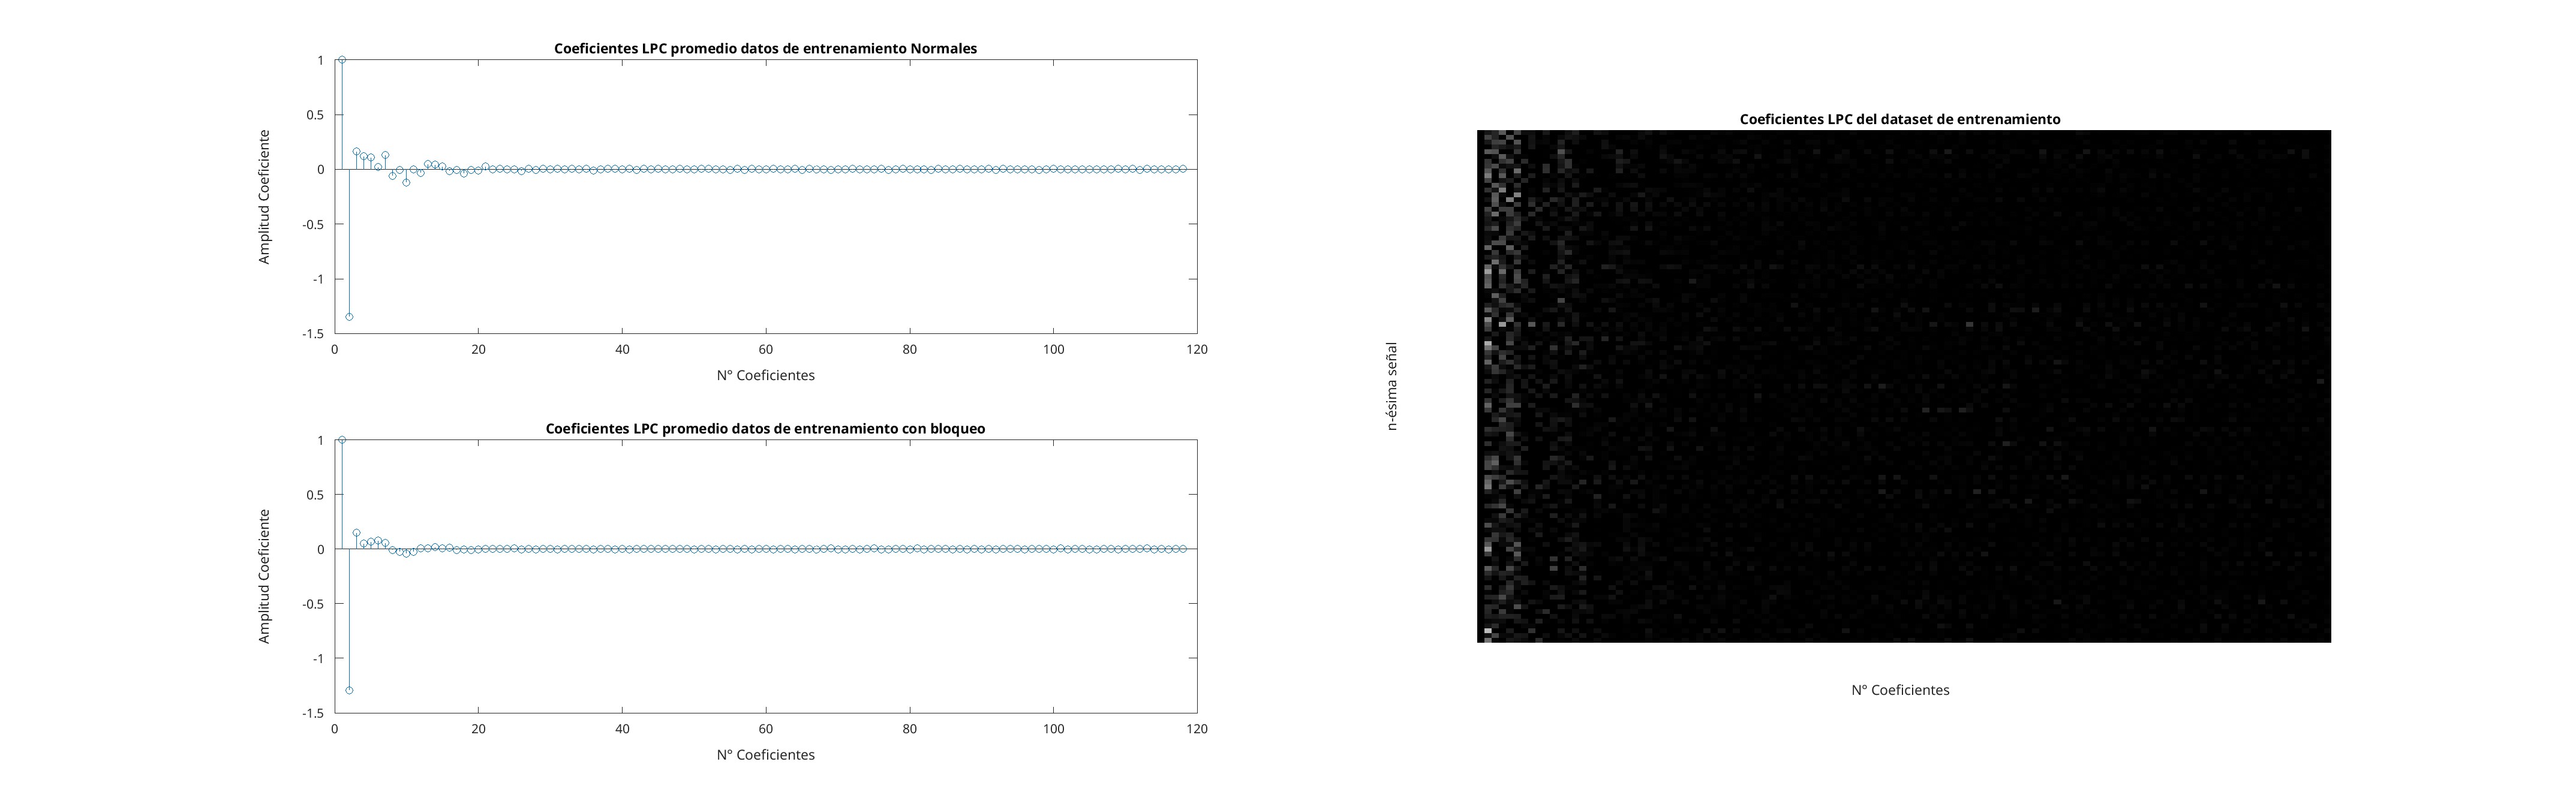 Coeficientes LPC promedio datos de entrenamiento Normales
1
0.5
0
-0.5
-1
-1.5
Amplitud Coeficiente
0 20 40 60 80 100 120
N° Coeficientes
Coeficientes LPC promedio datos de entrenamiento con bloqueo
1
0.5
0
-0.5
-1
-1.5
Amplitud Coeficiente
0 20 40 60 80 100 120
N° Coeficientes
Coeficientes LPC del dataset de entrenamiento
n-ésima señal
N° Coeficientes